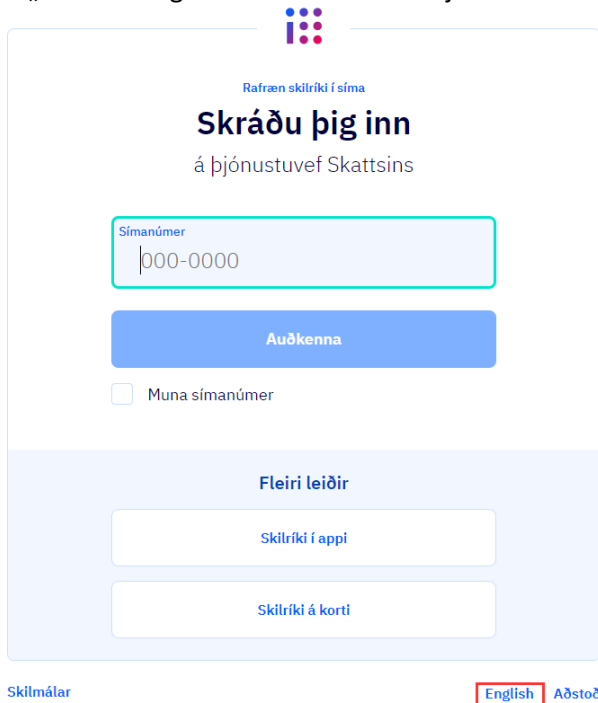 Rafræn skilríki í síma
Skráðu þig inn
á þjónustuvef Skattsins
Símanúmer
000-0000
Auðkenna
Muna símanúmer
Fleiri leiðir
Skilríki í appi
Skilríki á korti
Skilmálar English Aðstoð